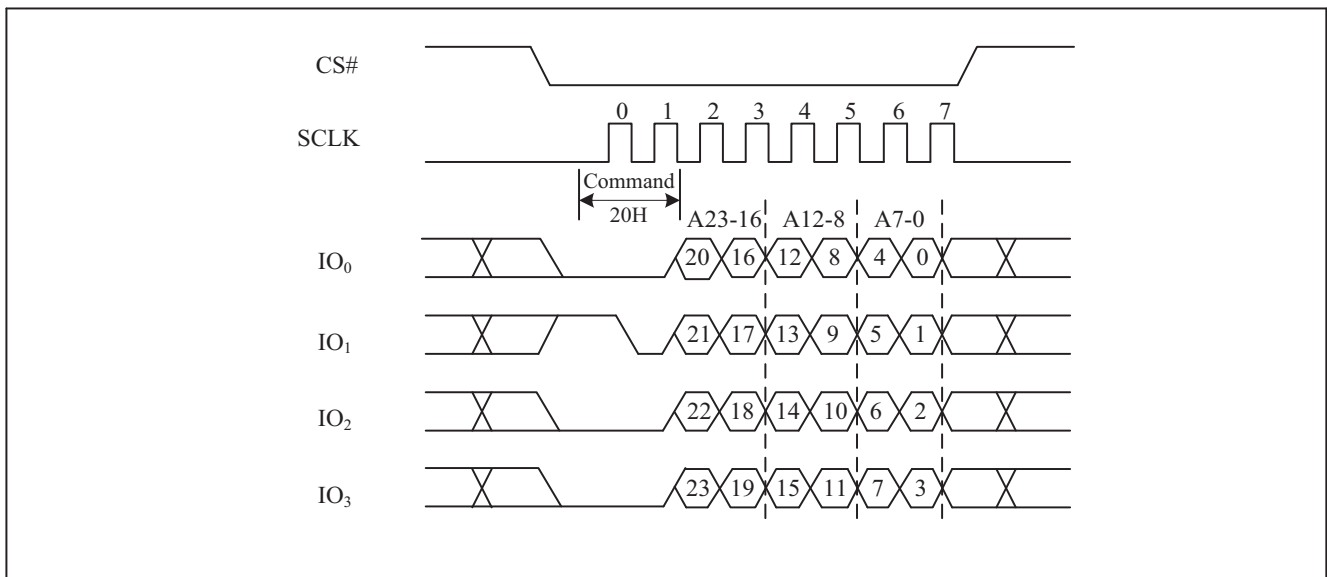 CS#
0 1 2 3 4 5 6 7
SCLK
Command
20H
A23-16 A12-8 A7-0
IO0 20 16 12 8 4 0
IO1 21 17 13 9 5 1
IO2 22 18 14 10 6 2
IO3 23 19 15 11 7 3